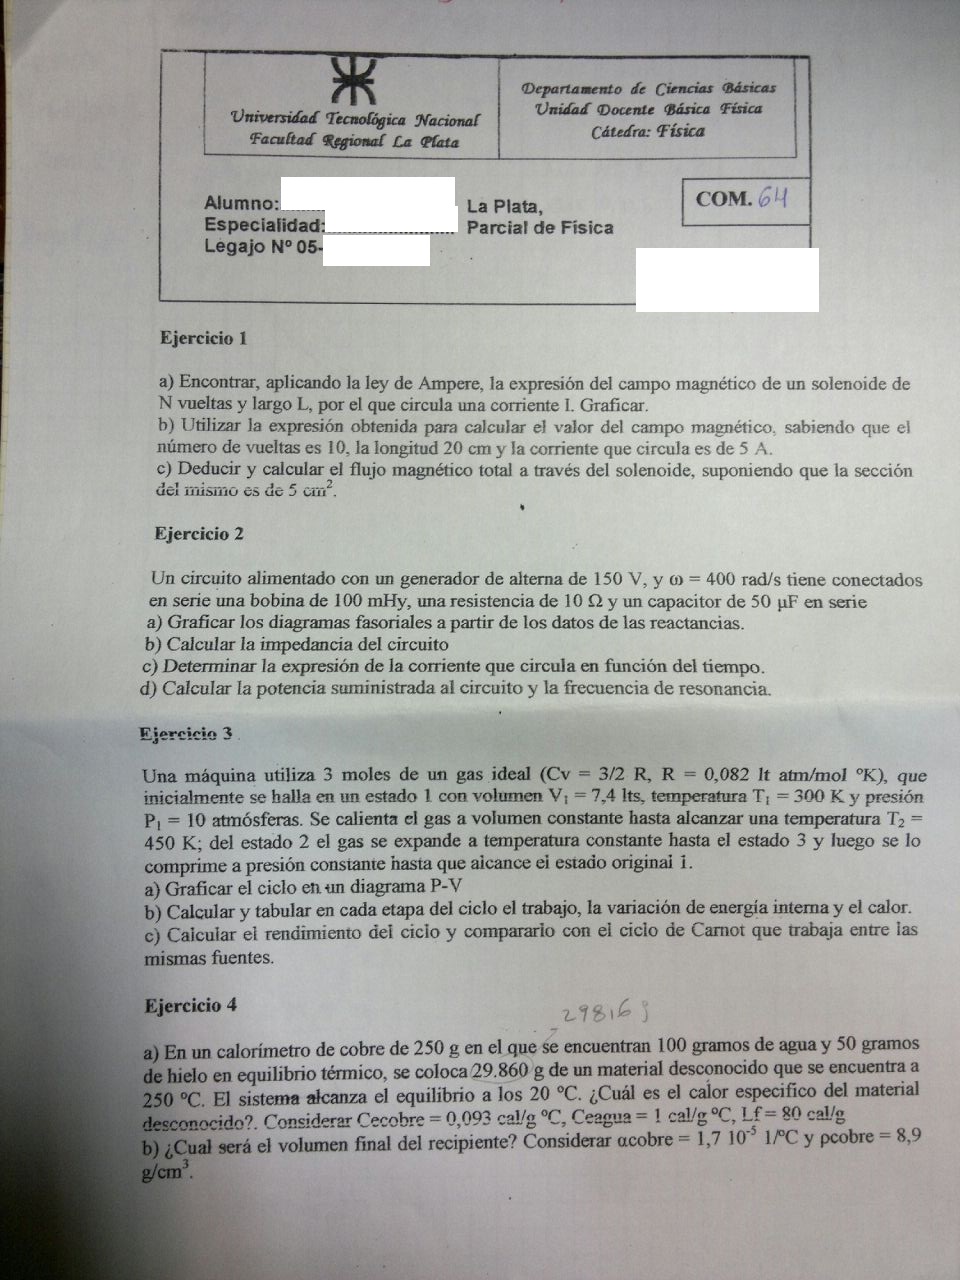 Universidad Tecnológica Nacional
Facultad Regional La Plata
Departamento de Ciencias Básicas
Unidad Docente Básica Física
Cátedra: Física
Alumno:
Especialidad:
Legajo Nº 05-
La Plata,
Parcial de Física
COM. 64
Ejercicio 1
a) Encontrar, aplicando la ley de Ampere, la expresión del campo magnético de un solenoide de
N vueltas y largo L, por el que circula una corriente I. Graficar.
b) Utilizar la expresión obtenida para calcular el valor del campo magnético, sabiendo que el
número de vueltas es 10, la longitud 20 cm y la corriente que circula es de 5 A.
c) Deducir y calcular el flujo magnético total a través del solenoide, suponiendo que la sección
del mismo es de 5 cm².
Ejercicio 2
Un circuito alimentado con un generador de alterna de 150 V, y ω = 400 rad/s tiene conectados
en serie una bobina de 100 mHy, una resistencia de 10 Ω y un capacitor de 50 µF en serie
a) Graficar los diagramas fasoriales a partir de los datos de las reactancias.
b) Calcular la impedancia del circuito
c) Determinar la expresión de la corriente que circula en función del tiempo.
d) Calcular la potencia suministrada al circuito y la frecuencia de resonancia.
Ejercicio 3
Una máquina utiliza 3 moles de un gas ideal (Cv = 3/2 R, R = 0,082 lt atm/mol ºK), que
inicialmente se halla en un estado 1 con volumen V₁ = 7,4 lts, temperatura T₁ = 300 K y presión
P₁ = 10 atmósferas. Se calienta el gas a volumen constante hasta alcanzar una temperatura T₂ =
450 K; del estado 2 el gas se expande a temperatura constante hasta el estado 3 y luego se lo
comprime a presión constante hasta que alcance el estado original 1.
a) Graficar el ciclo en un diagrama P-V
b) Calcular y tabular en cada etapa del ciclo el trabajo, la variación de energía interna y el calor.
c) Calcular el rendimiento del ciclo y compararlo con el ciclo de Carnot que trabaja entre las
mismas fuentes.
Ejercicio 4
298,6 j
a) En un calorímetro de cobre de 250 g en el que se encuentran 100 gramos de agua y 50 gramos
de hielo en equilibrio térmico, se coloca 29.860 g de un material desconocido que se encuentra a
250 ºC. El sistema alcanza el equilibrio a los 20 ºC. ¿Cuál es el calor especifico del material
desconocido?. Considerar Cecobre = 0,093 cal/g ºC, Ceagua = 1 cal/g ºC, Lf = 80 cal/g
b) ¿Cual será el volumen final del recipiente? Considerar αcobre = 1,7 10⁻⁵ 1/ºC y ρcobre = 8,9
g/cm³.